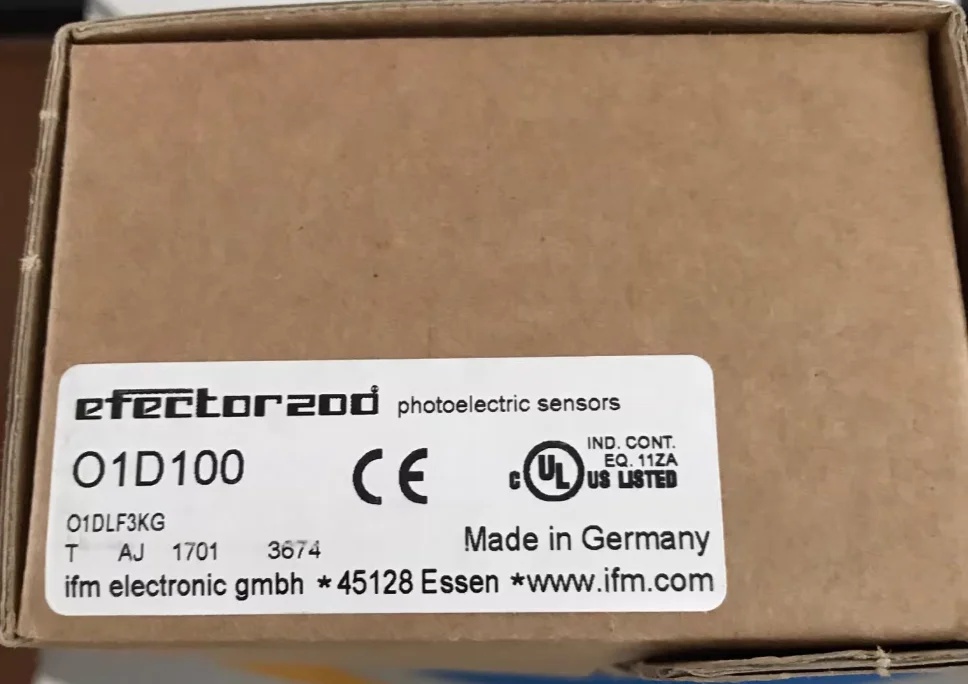 efector200 photoelectric sensors
O1D100
CE
C UL US LISTED
IND. CONT.
EQ. 11ZA
O1DLF3KG
T AJ 1701 3674
Made in Germany
ifm electronic gmbh *45128 Essen *www.ifm.com